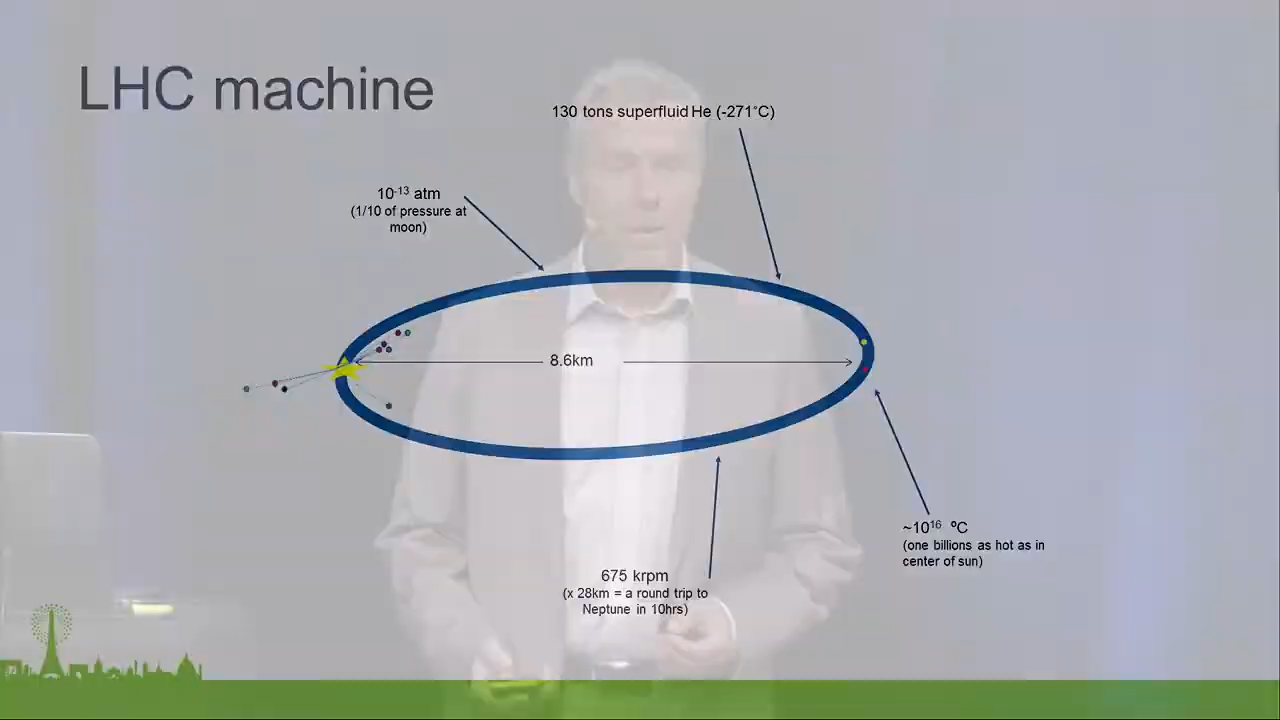 LHC machine
130 tons superfluid He (-271°C)
10⁻¹³ atm
(1/10 of pressure at
moon)
8.6km
~10¹⁶ ºC
(one billions as hot as in
center of sun)
675 krpm
(x 28km = a round trip to
Neptune in 10hrs)